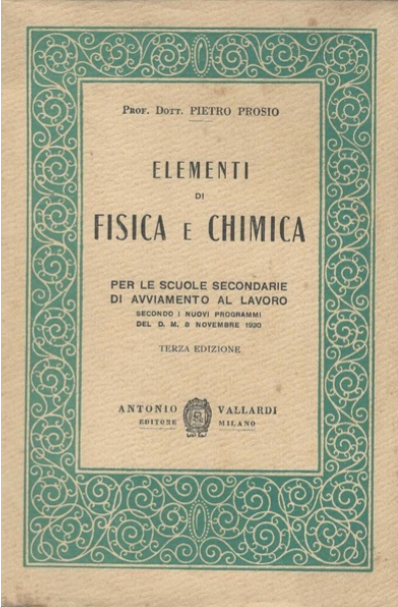 PROF. DOTT. PIETRO PROSIO
ELEMENTI
DI
FISICA E CHIMICA
PER LE SCUOLE SECONDARIE
DI AVVIAMENTO AL LAVORO
SECONDO I NUOVI PROGRAMMI
DEL D. M. 8 NOVEMBRE 1930
TERZA EDIZIONE
ANTONIO VALLARDI
EDITORE MILANO